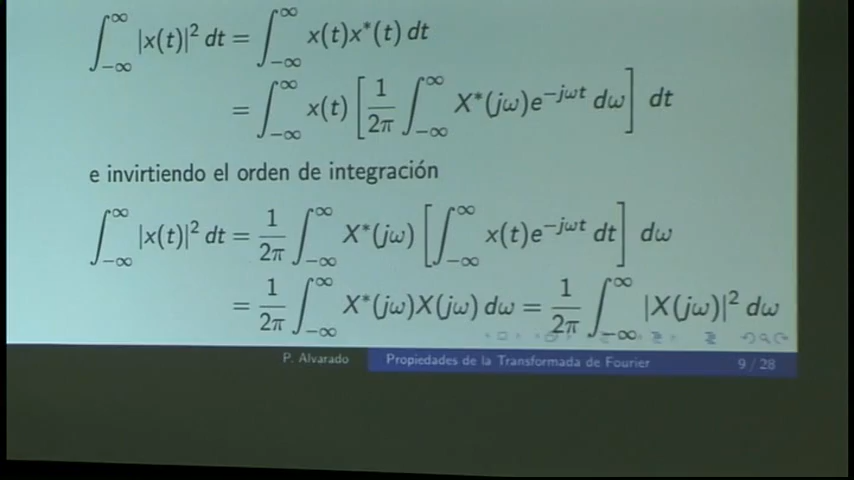 ∫_{-∞}^{∞} |x(t)|² dt = ∫_{-∞}^{∞} x(t)x*(t) dt
= ∫_{-∞}^{∞} x(t) [ 1/2π ∫_{-∞}^{∞} X*(jω)e^{-jωt} dω ] dt
e invirtiendo el orden de integración
∫_{-∞}^{∞} |x(t)|² dt = 1/2π ∫_{-∞}^{∞} X*(jω) [ ∫_{-∞}^{∞} x(t)e^{-jωt} dt ] dω
= 1/2π ∫_{-∞}^{∞} X*(jω)X(jω) dω = 1/2π ∫_{-∞}^{∞} |X(jω)|² dω
P. Alvarado Propiedades de la Transformada de Fourier 9 / 28